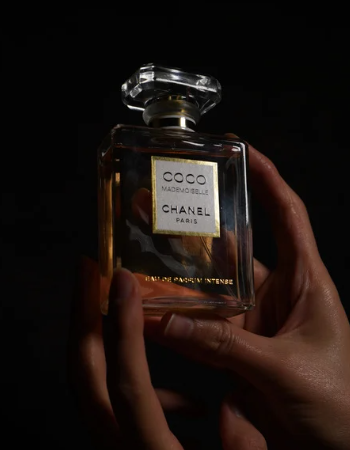 COCO
MADEMOISELLE
CHANEL
PARIS
EAU DE PARFUM INTENSE